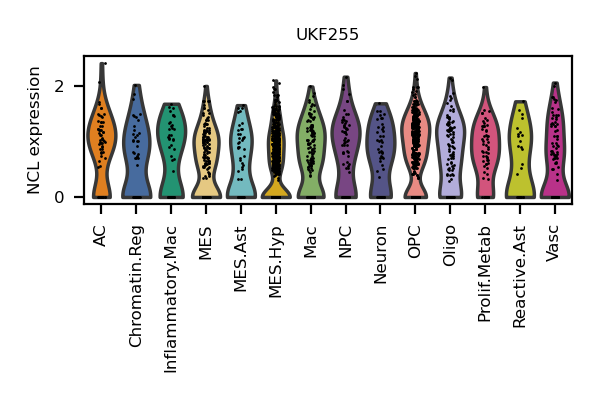 UKF255
NCL expression
2
0
AC
Chromatin.Reg
Inflammatory.Mac
MES
MES.Ast
MES.Hyp
Mac
NPC
Neuron
OPC
Oligo
Prolif.Metab
Reactive.Ast
Vasc